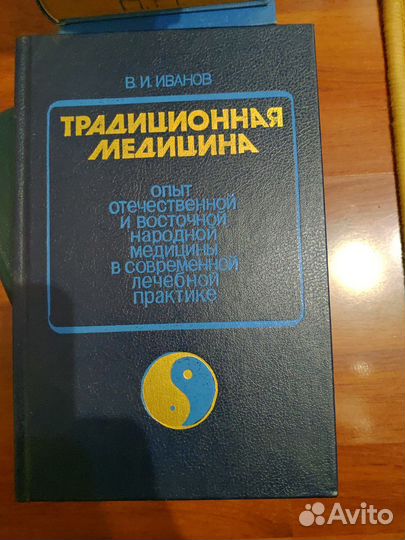 В. И. ИВАНОВ
ТРАДИЦИОННАЯ
МЕДИЦИНА
опыт
отечественной
и восточной
народной
медицины
в современной
лечебной
практике
Avito